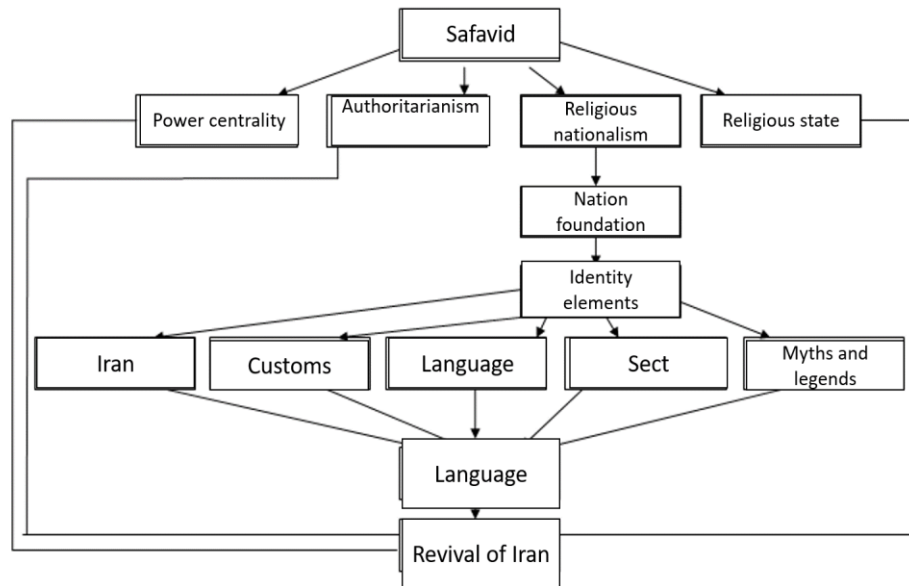 Safavid
Power centrality
Authoritarianism
Religious
nationalism
Religious state
Nation
foundation
Identity
elements
Iran
Customs
Language
Sect
Myths and
legends
Language
Revival of Iran